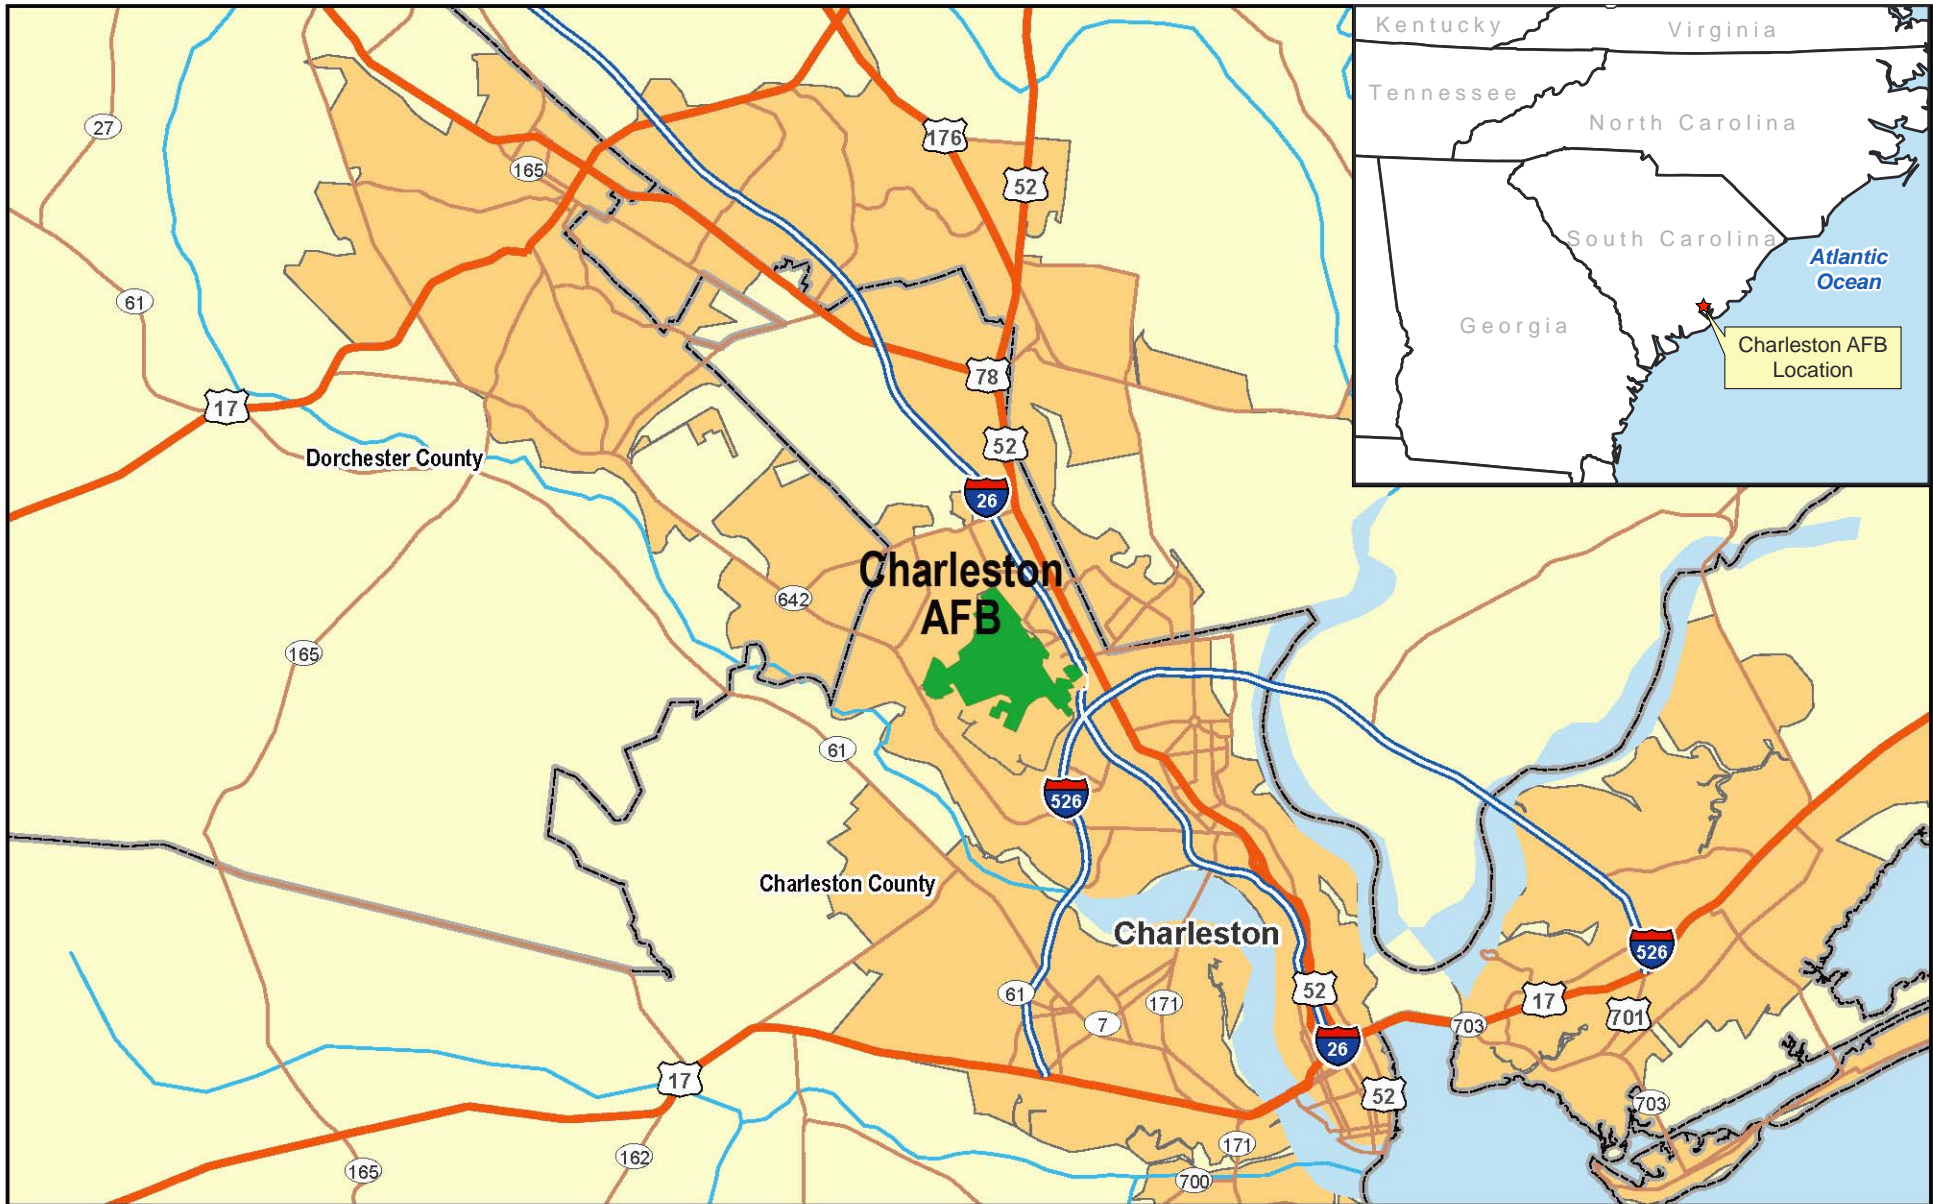 Kentucky
Virginia
Tennessee
North Carolina
South Carolina
Georgia
Atlantic
Ocean
Charleston AFB
Location
27
176
165
52
61
78
17
52
Dorchester County
26
Charleston
AFB
642
165
61
526
Charleston County
Charleston
526
61
52
171
17
7
701
703
26
17
52
703
171
162
165
700